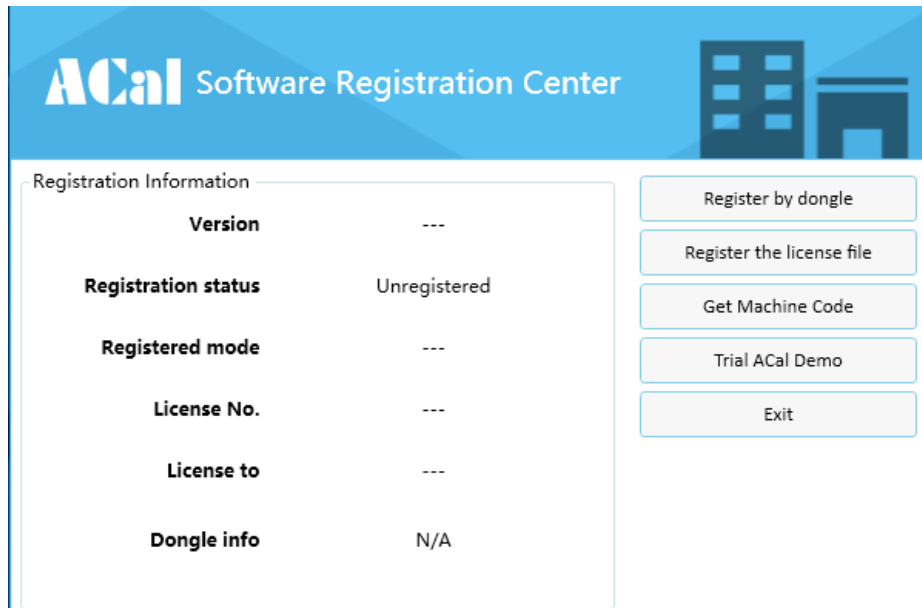 ACal Software Registration Center
Registration Information
Version ---
Registration status Unregistered
Registered mode ---
License No. ---
License to ---
Dongle info N/A
Register by dongle
Register the license file
Get Machine Code
Trial ACal Demo
Exit